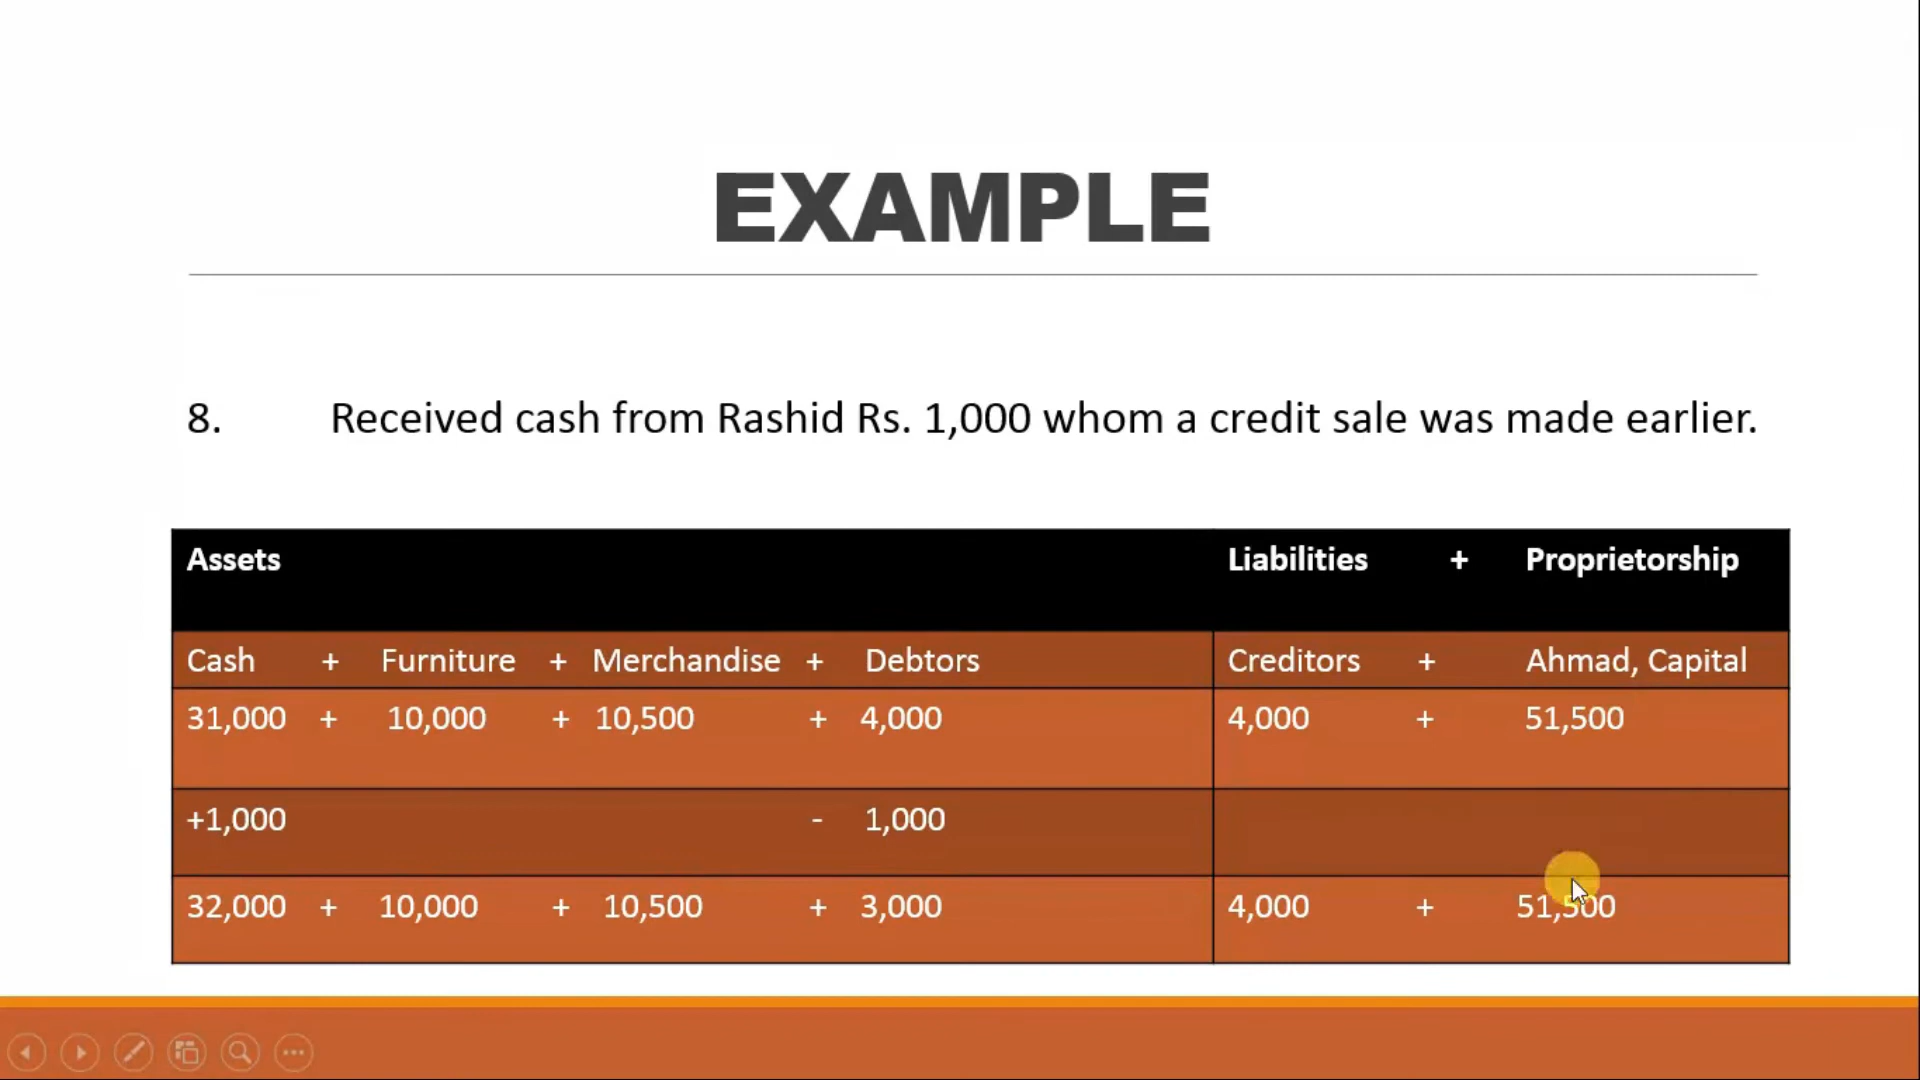 EXAMPLE
8. Received cash from Rashid Rs. 1,000 whom a credit sale was made earlier.
Assets Liabilities + Proprietorship
Cash + Furniture + Merchandise + Debtors Creditors + Ahmad, Capital
31,000 + 10,000 + 10,500 + 4,000 4,000 + 51,500
+1,000 - 1,000
32,000 + 10,000 + 10,500 + 3,000 4,000 + 51,500